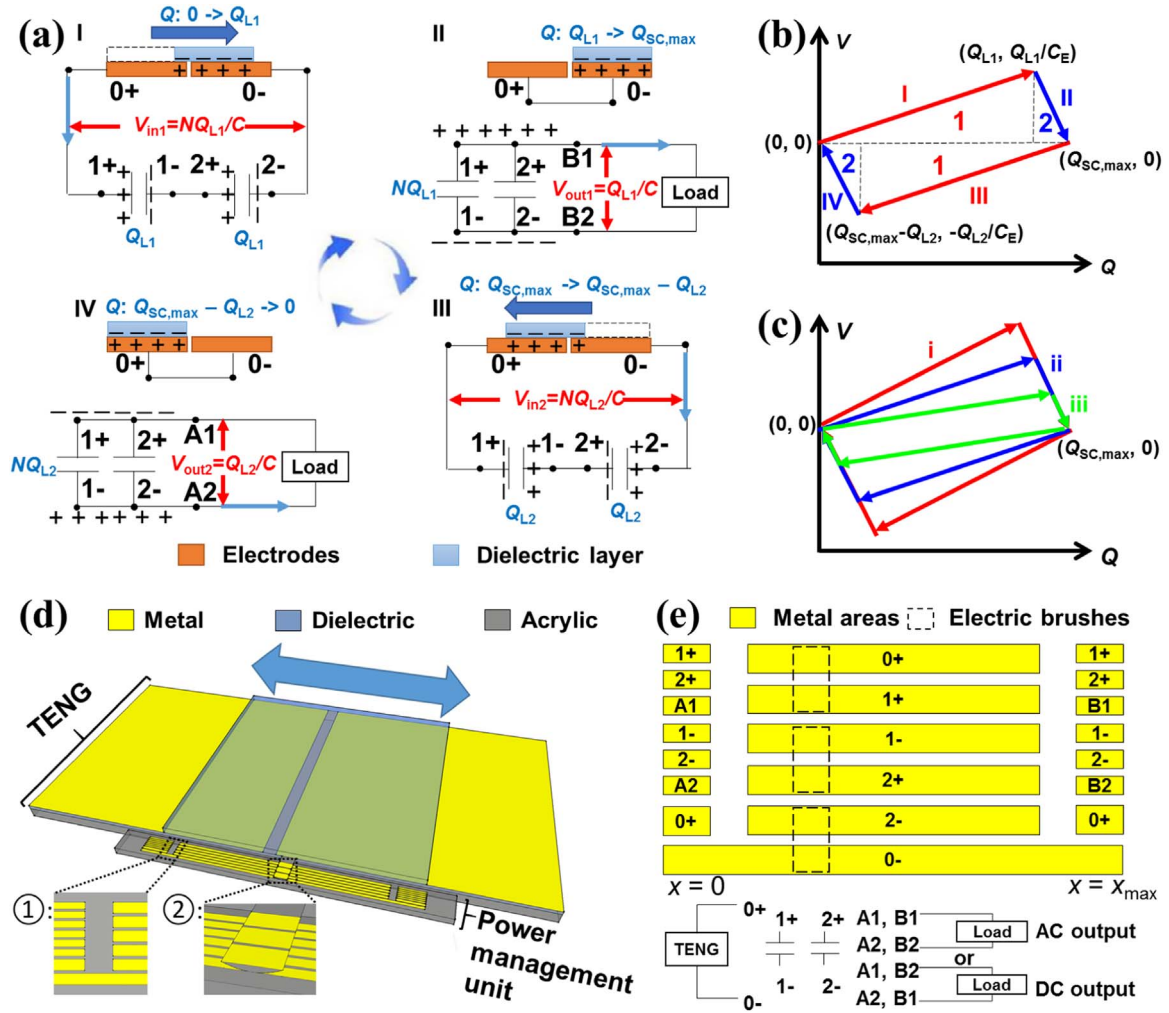 (a)
I
Q: 0 -> QL1
0+ 0-
Vin1=NQL1/C
1+ 1- 2+ 2-
QL1 QL1
II
Q: QL1 -> QSC,max
0+ 0-
1+ 2+ B1
NQL1 Vout1=QL1/C Load
1- 2- B2
IV
Q: QSC,max – QL2 -> 0
0+ 0-
1+ 2+ A1
NQL2 Vout2=QL2/C Load
1- 2- A2
III
Q: QSC,max -> QSC,max – QL2
0+ 0-
Vin2=NQL2/C
1+ 1- 2+ 2-
QL2 QL2
Electrodes
Dielectric layer
(b)
V
(QL1, QL1/CE)
I
II
1
2
(0, 0)
(QSC,max, 0)
2
1
IV
III
(QSC,max-QL2, -QL2/CE)
Q
(c)
V
i
ii
iii
(0, 0)
(QSC,max, 0)
Q
(d)
Metal
Dielectric
Acrylic
TENG
①:
②:
Power
management
unit
(e)
Metal areas
Electric brushes
1+ 0+ 1+
2+ 2+
A1 1+ B1
1- 1- 1-
2- 2+ 2-
A2 B2
0+ 2- 0+
0-
x = 0
x = xmax
0+
TENG
0-
1+ 2+
1- 2-
A1, B1
Load
AC output
A2, B2
or
A1, B2
Load
DC output
A2, B1